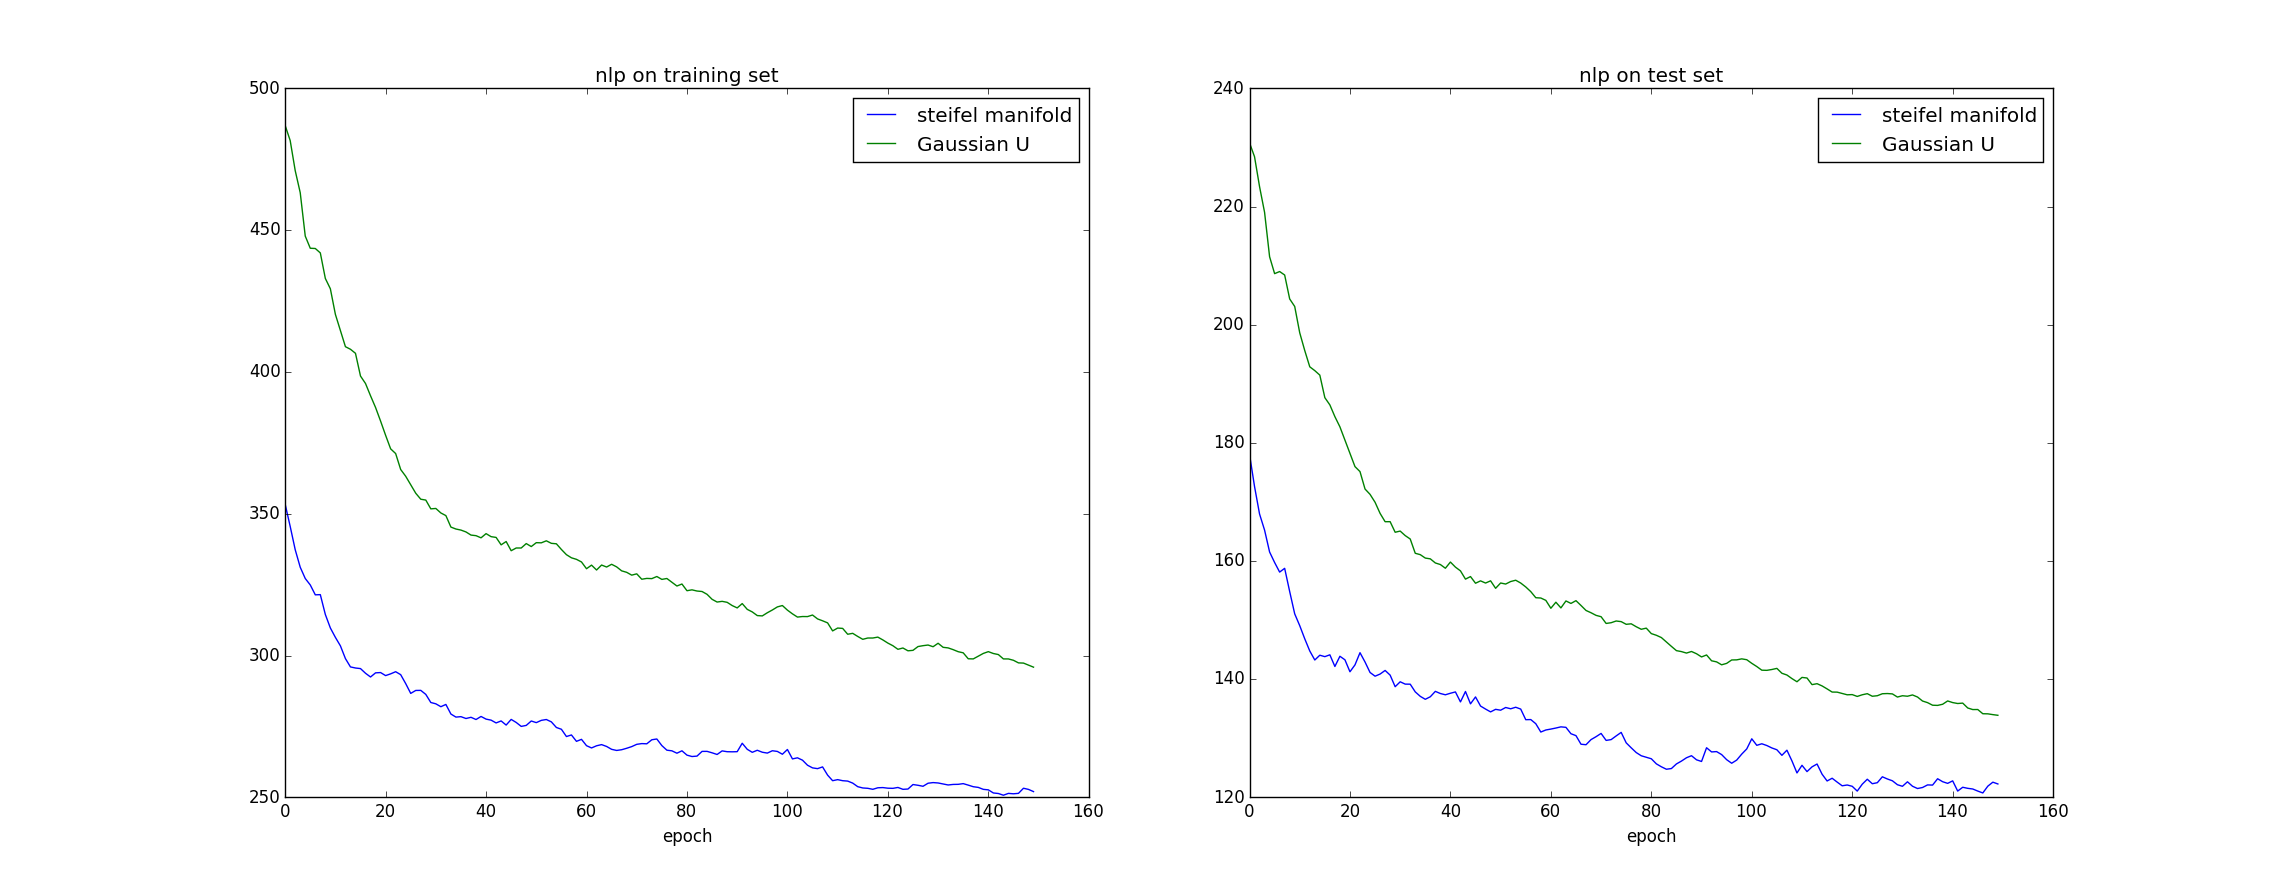 nlp on training set
500
450
400
350
300
250
steifel manifold
Gaussian U
0 20 40 60 80 100 120 140 160
epoch
nlp on test set
240
220
200
180
160
140
120
steifel manifold
Gaussian U
0 20 40 60 80 100 120 140 160
epoch